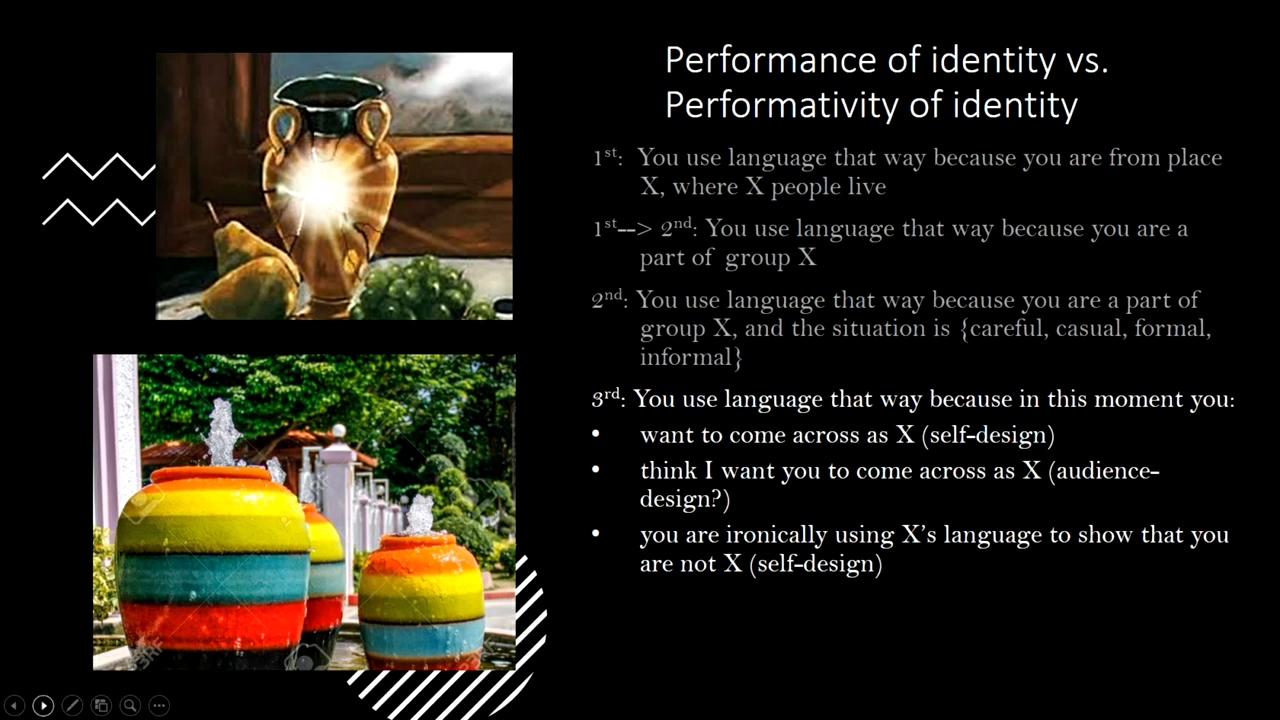 Performance of identity vs.
Performativity of identity
1st: You use language that way because you are from place
X, where X people live
1st--> 2nd: You use language that way because you are a
part of group X
2nd: You use language that way because you are a part of
group X, and the situation is {careful, casual, formal,
informal}
3rd: You use language that way because in this moment you:
• want to come across as X (self-design)
• think I want you to come across as X (audience-
design?)
• you are ironically using X’s language to show that you
are not X (self-design)